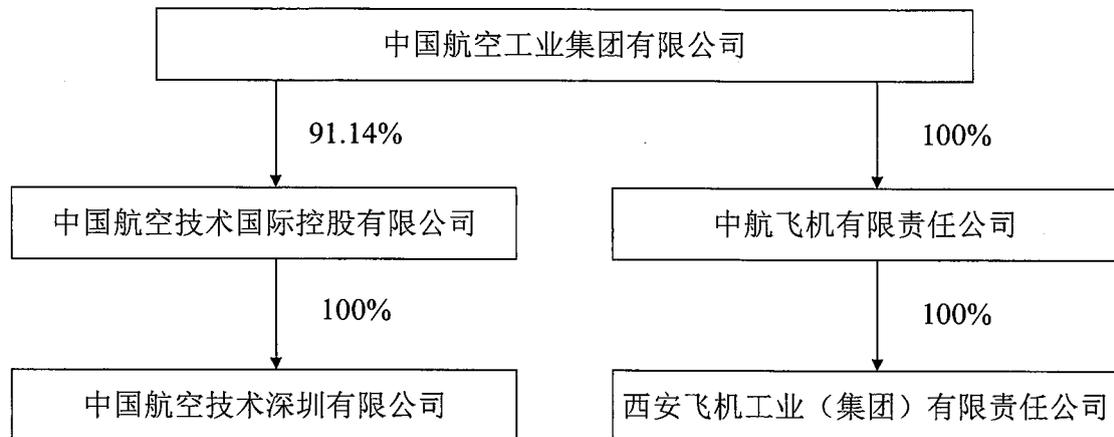 中国航空工业集团有限公司
91.14%
100%
中国航空技术国际控股有限公司
中航飞机有限责任公司
100%
100%
中国航空技术深圳有限公司
西安飞机工业（集团）有限责任公司